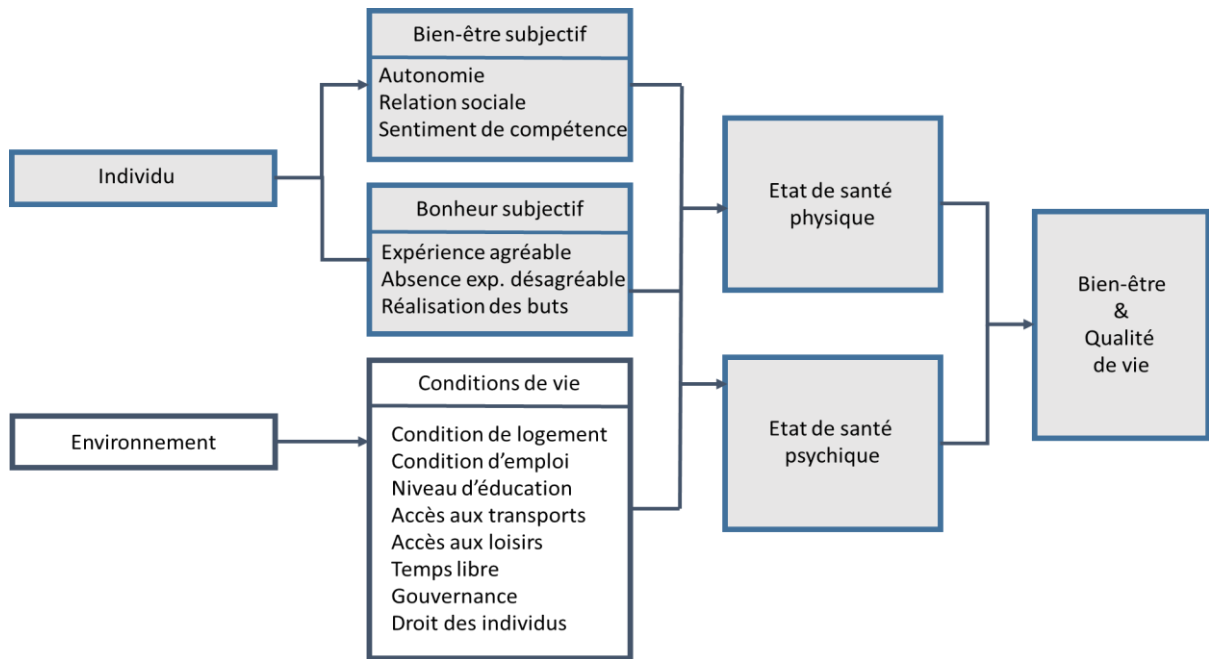 Bien-être subjectif
Autonomie
Relation sociale
Sentiment de compétence
Individu
Bonheur subjectif
Expérience agréable
Absence exp. désagréable
Réalisation des buts
Environnement
Conditions de vie
Condition de logement
Condition d’emploi
Niveau d’éducation
Accès aux transports
Accès aux loisirs
Temps libre
Gouvernance
Droit des individus
Etat de santé
physique
Etat de santé
psychique
Bien-être
&
Qualité
de vie